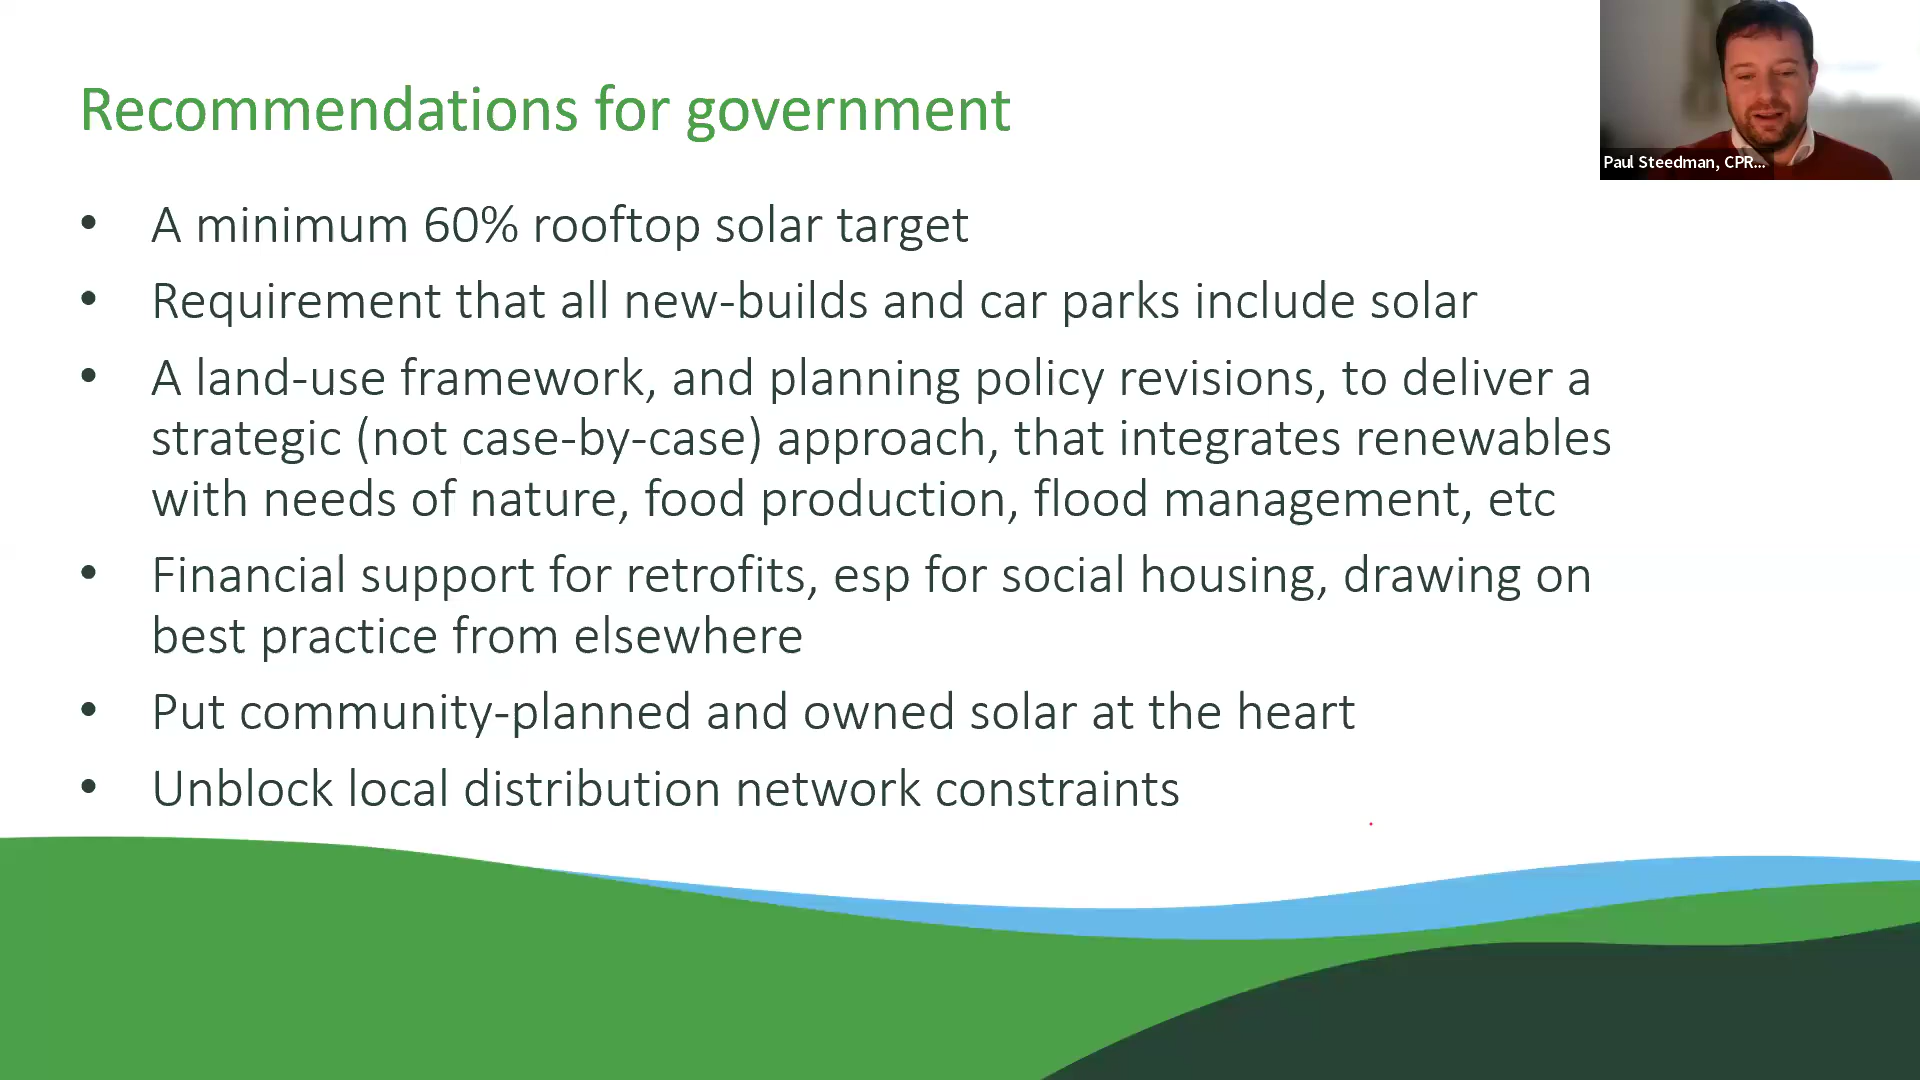 Recommendations for government
Paul Steedman, CPR...
• A minimum 60% rooftop solar target
• Requirement that all new-builds and car parks include solar
• A land-use framework, and planning policy revisions, to deliver a
strategic (not case-by-case) approach, that integrates renewables
with needs of nature, food production, flood management, etc
• Financial support for retrofits, esp for social housing, drawing on
best practice from elsewhere
• Put community-planned and owned solar at the heart
• Unblock local distribution network constraints